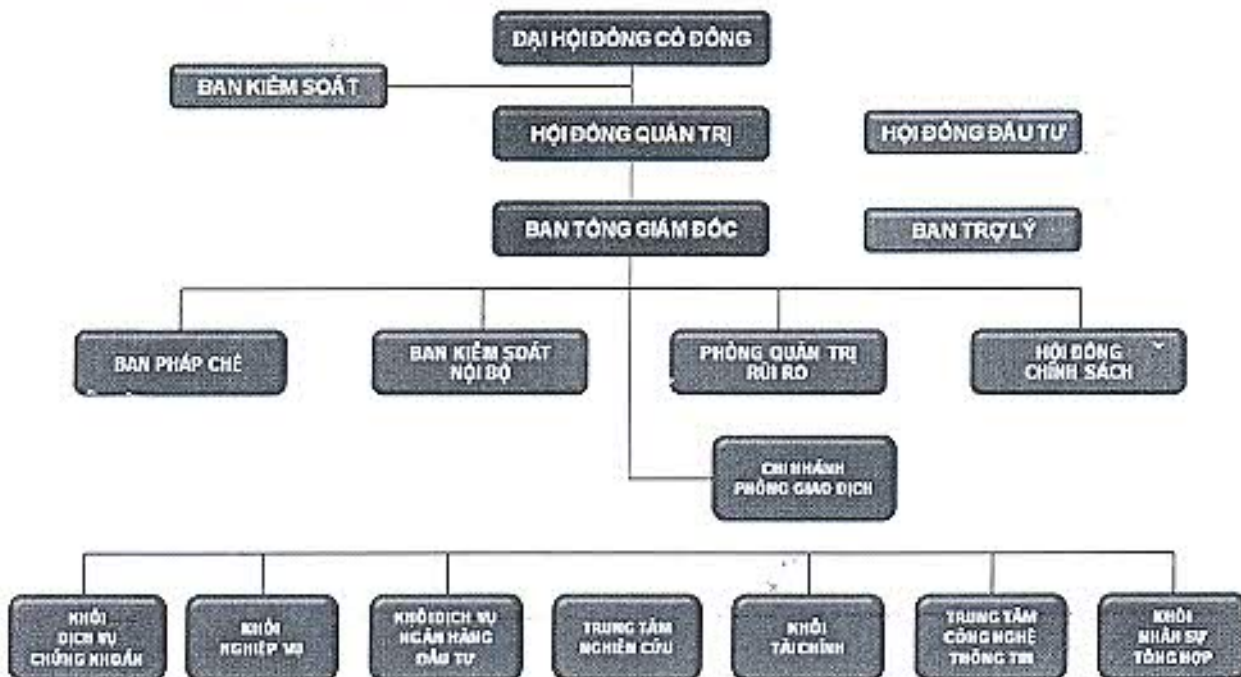 ĐẠI HỘI ĐỒNG CỔ ĐÔNG
BAN KIỂM SOÁT
HỘI ĐỒNG QUẢN TRỊ
HỘI ĐỒNG ĐẦU TƯ
BAN TỔNG GIÁM ĐỐC
BAN TRỢ LÝ
BAN PHÁP CHẾ
BAN KIỂM SOÁT
NỘI BỘ
PHÒNG QUẢN TRỊ
RỦI RO
HỘI ĐỒNG
CHÍNH SÁCH
CHI NHÁNH
PHÒNG GIAO DỊCH
KHỐI
DỊCH VỤ
CHỨNG KHOÁN
KHỐI
NGHIỆP VỤ
KHỐI DỊCH VỤ
NGÂN HÀNG
ĐẦU TƯ
TRUNG TÂM
NGHIÊN CỨU
KHỐI
TÀI CHÍNH
TRUNG TÂM
CÔNG NGHỆ
THÔNG TIN
KHỐI
NHÂN SỰ
TỔNG HỢP